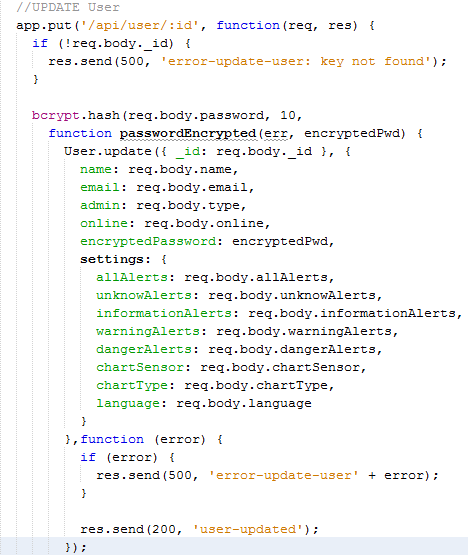 //UPDATE User
app.put('/api/user/:id', function(req, res) {
  if (!req.body._id) {
    res.send(500, 'error-update-user: key not found');
  }

  bcrypt.hash(req.body.password, 10,
    function passwordEncrypted(err, encryptedPwd) {
      User.update({ _id: req.body._id }, {
        name: req.body.name,
        email: req.body.email,
        admin: req.body.type,
        online: req.body.online,
        encryptedPassword: encryptedPwd,
        settings: {
          allAlerts: req.body.allAlerts,
          unknowAlerts: req.body.unknowAlerts,
          informationAlerts: req.body.informationAlerts,
          warningAlerts: req.body.warningAlerts,
          dangerAlerts: req.body.dangerAlerts,
          chartSensor: req.body.chartSensor,
          chartType: req.body.chartType,
          language: req.body.language
        }
      },function (error) {
        if (error) {
          res.send(500, 'error-update-user' + error);
        }

        res.send(200, 'user-updated');
      });